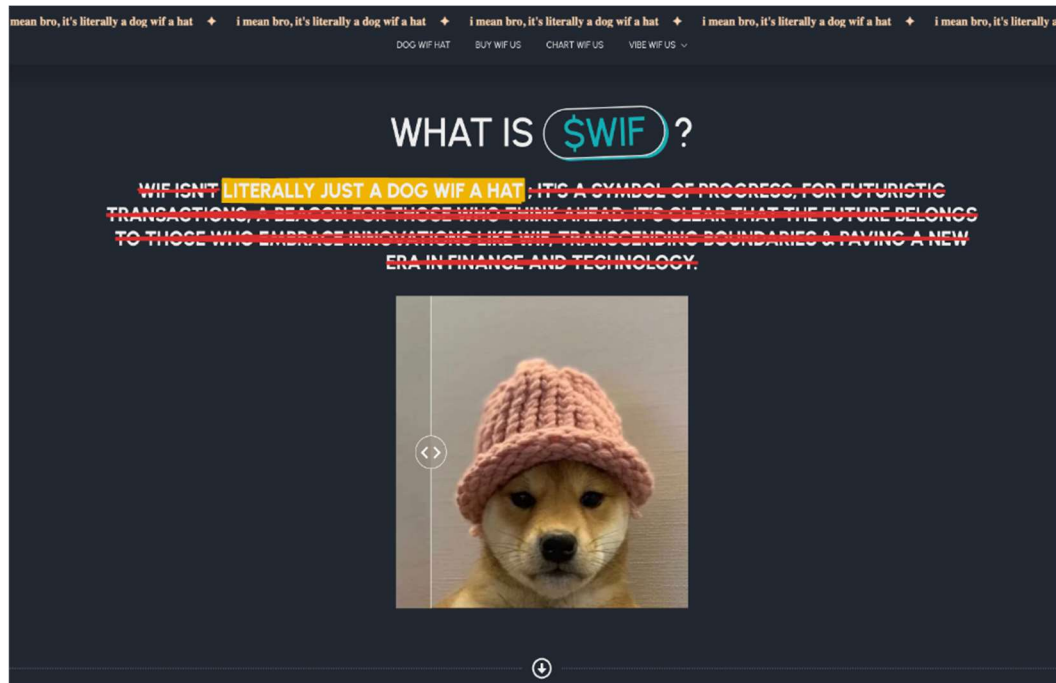 mean bro, it's literally a dog wif a hat ✦ i mean bro, it's literally a dog wif a hat ✦ i mean bro, it's literally a dog wif a hat ✦ i mean bro, it's literally a dog wif a hat ✦ i mean bro, it's literally a
DOG WIF HAT BUY WIF US CHART WIF US VIBE WIF US
WHAT IS $WIF ?
WIF ISN'T LITERALLY JUST A DOG WIF A HAT ; IT'S A SYMBOL OF PROGRESS, FOR FUTURISTIC
TRANSACTIONS, A BEACON FOR THOSE WHO THINK AHEAD. IT'S CLEAR THAT THE FUTURE BELONGS
TO THOSE WHO EMBRACE INNOVATIONS LIKE WIF, TRANSCENDING BOUNDARIES & PAVING A NEW
ERA IN FINANCE AND TECHNOLOGY.